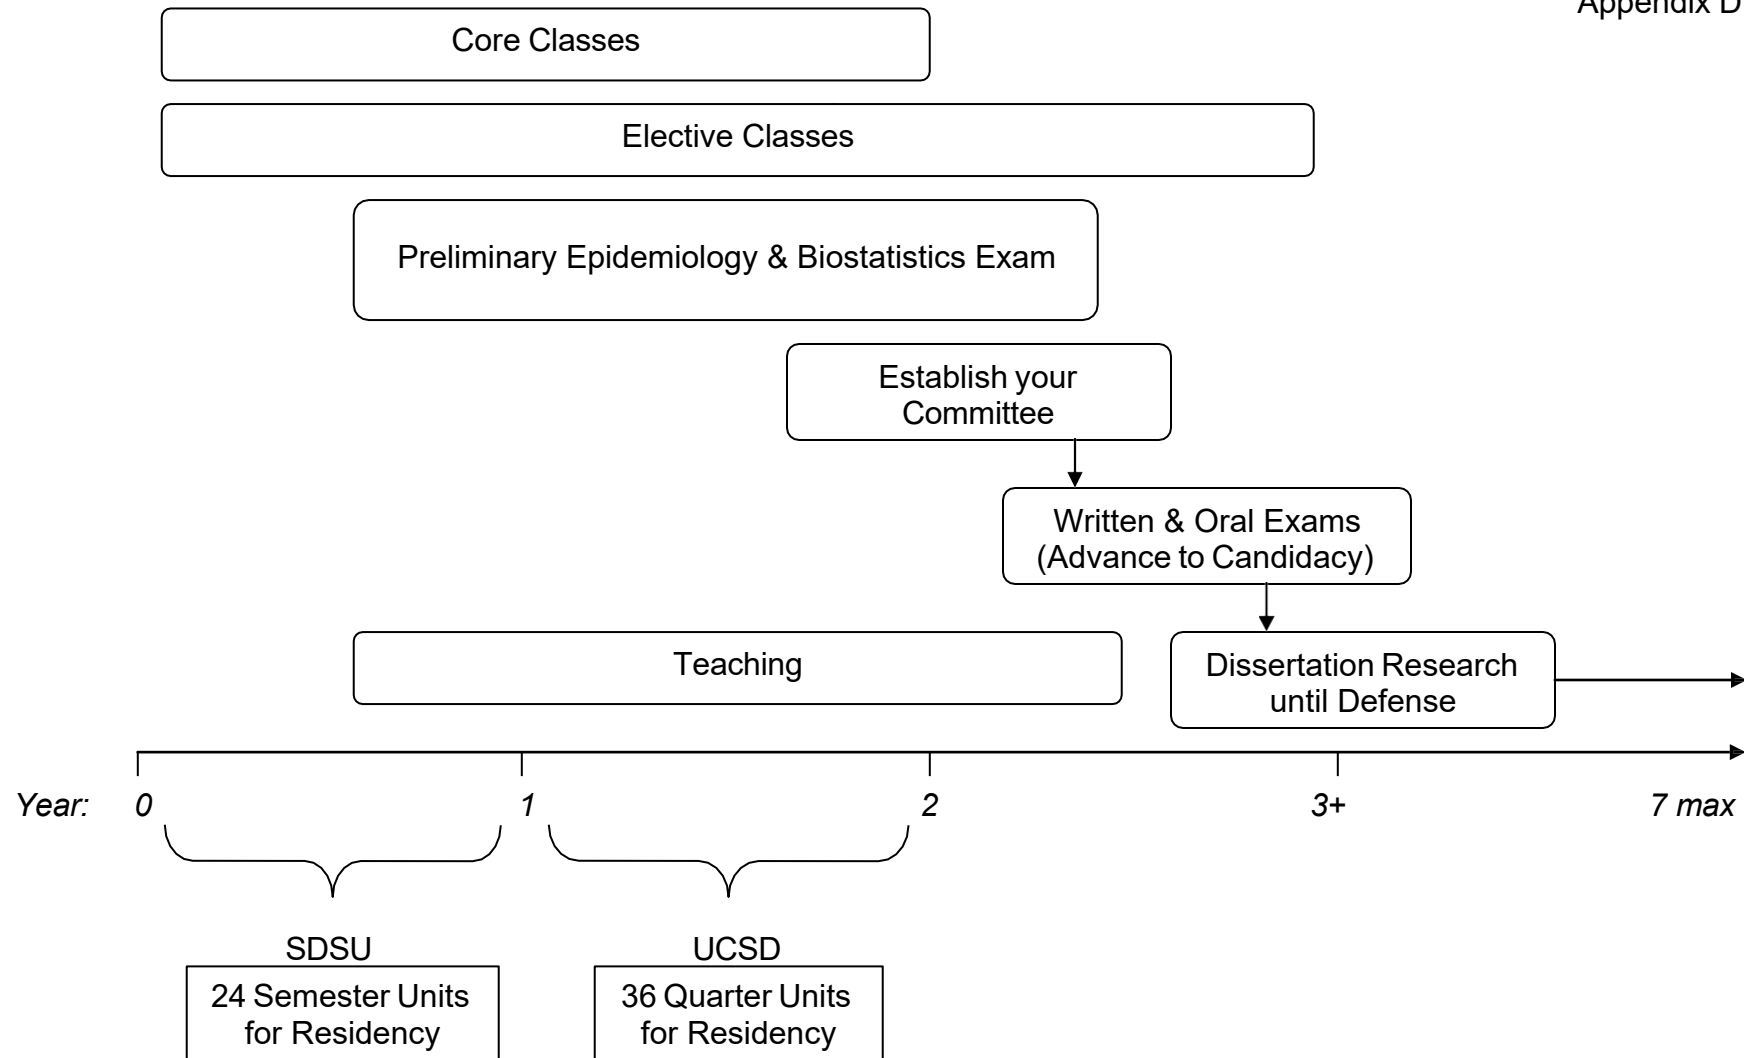 Appendix D
Core Classes
Elective Classes
Preliminary Epidemiology & Biostatistics Exam
Establish your
Committee
Written & Oral Exams
(Advance to Candidacy)
Teaching
Dissertation Research
until Defense
Year: 0 1 2 3+ 7 max
SDSU
UCSD
24 Semester Units
for Residency
36 Quarter Units
for Residency